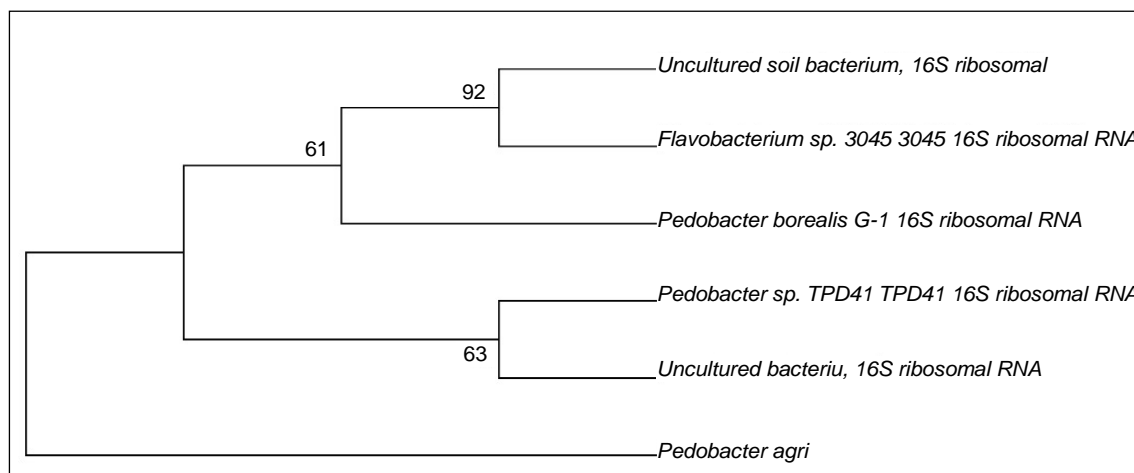 Uncultured soil bacterium, 16S ribosomal
92
Flavobacterium sp. 3045 3045 16S ribosomal RNA
61
Pedobacter borealis G-1 16S ribosomal RNA
Pedobacter sp. TPD41 TPD41 16S ribosomal RNA
63
Uncultured bacteriu, 16S ribosomal RNA
Pedobacter agri